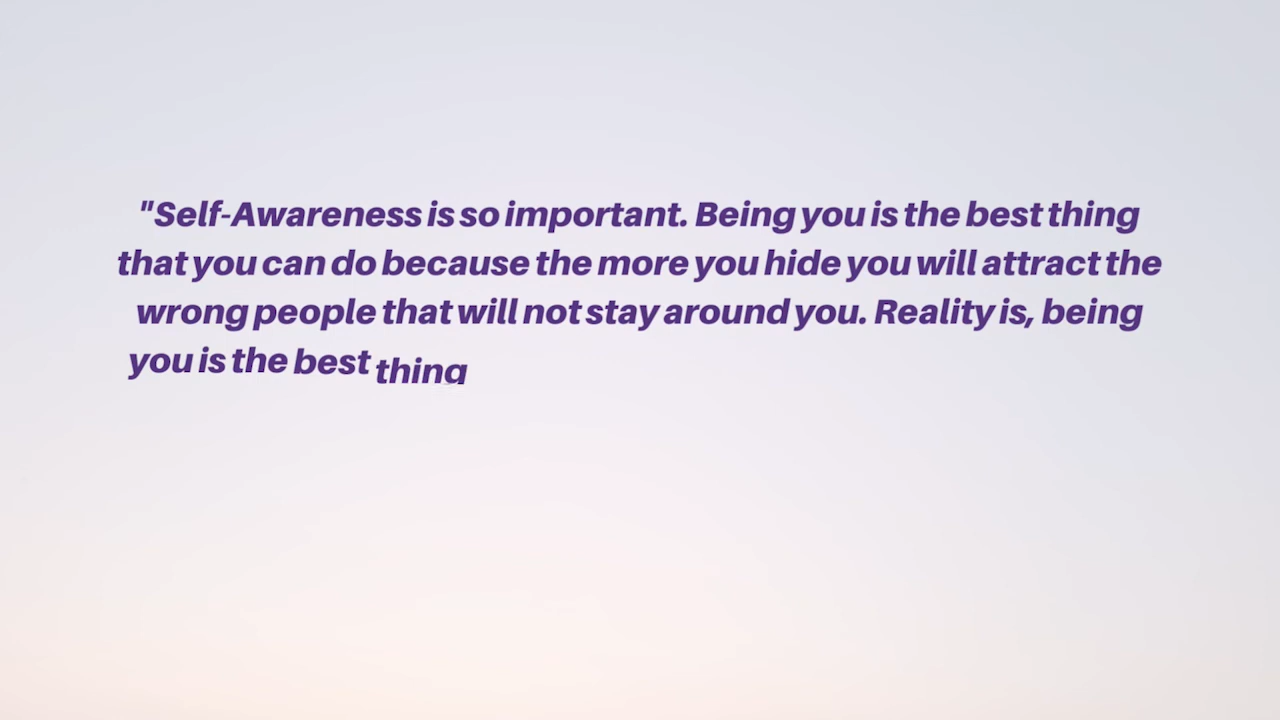 "Self-Awareness is so important. Being you is the best thing
that you can do because the more you hide you will attract the
wrong people that will not stay around you. Reality is, being
you is the best thing